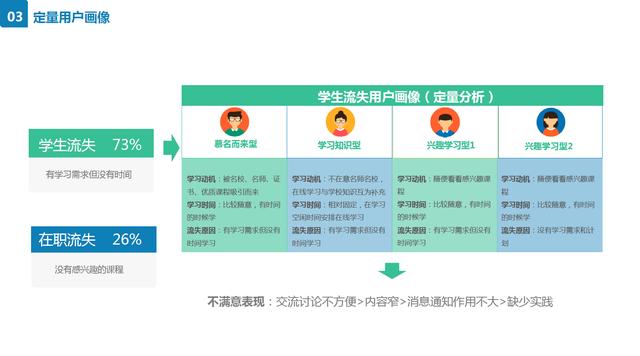 03 定量用户画像
学生流失用户画像（定量分析）
学生流失 73%
有学习需求但没有时间
在职流失 26%
没有感兴趣的课程
慕名而来型
学习动机：被名校、名师、证
书、优质课程吸引而来
学习时间：比较随意，有时间
的时候学
流失原因：有学习需求但没有
时间学习
学习知识型
学习动机：不在意名师名校，
在线学习与学校知识互为补充
学习时间：相对固定，在学习
空闲时间安排在线学习
流失原因：有学习需求但没有
时间学习
兴趣学习型1
学习动机：随便看看感兴趣课
程
学习时间：比较随意，有时间
的时候学
流失原因：有学习需求但没有
时间学习
兴趣学习型2
学习动机：随便看看感兴趣课
程
学习时间：比较随意，有时间
的时候学
流失原因：没有学习需求和计
划
不满意表现：交流讨论不方便>内容窄>消息通知作用不大>缺少实践